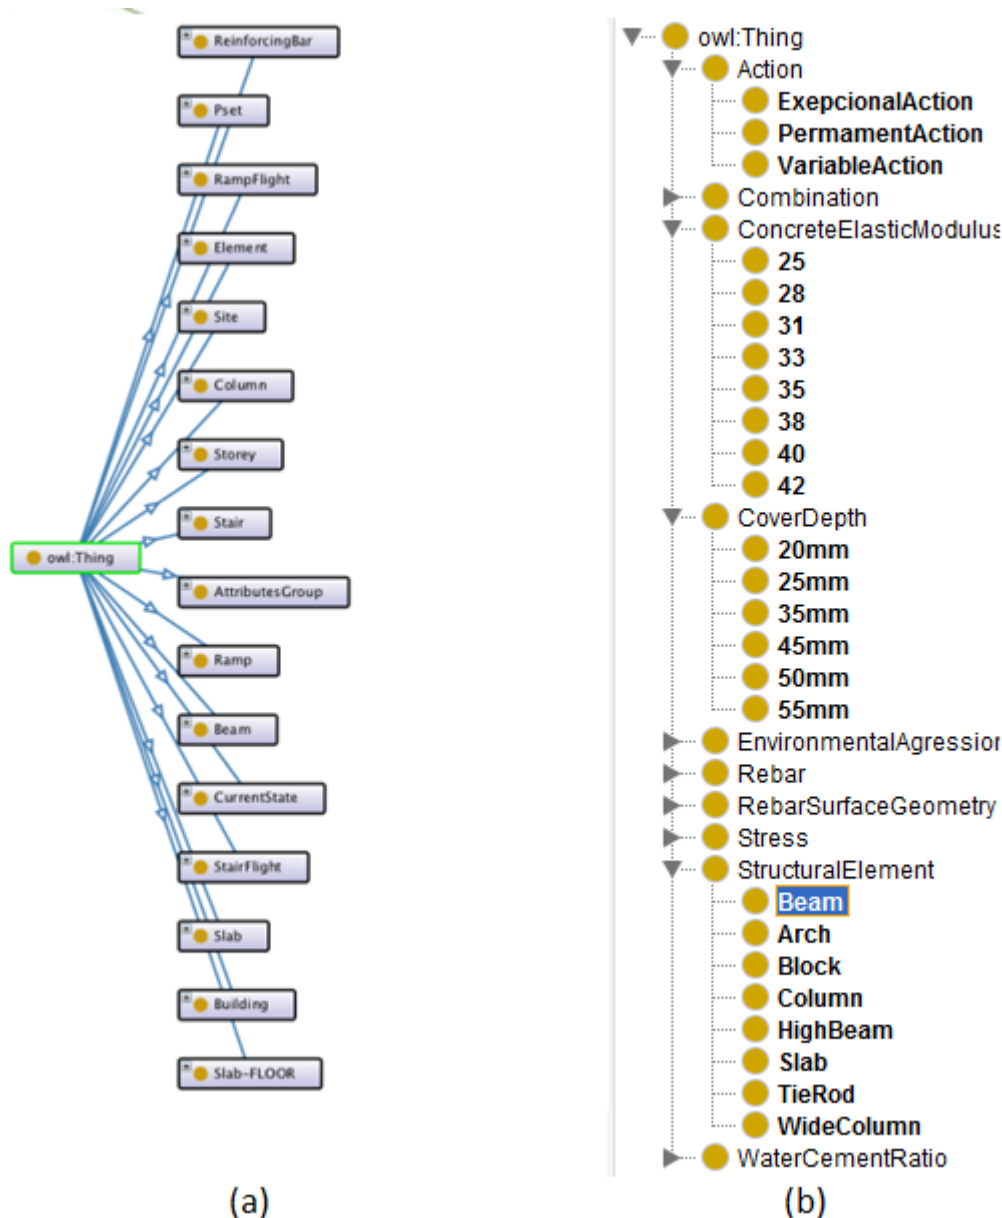 ReinforcingBar
Pset
RampFlight
Element
Site
Column
Storey
Stair
owl:Thing
AttributesGroup
Ramp
Beam
CurrentState
StairFlight
Slab
Building
Slab-FLOOR
(a)
owl:Thing
Action
ExepcionalAction
PermamentAction
VariableAction
Combination
ConcreteElasticModulus
25
28
31
33
35
38
40
42
CoverDepth
20mm
25mm
35mm
45mm
50mm
55mm
EnvironmentalAgression
Rebar
RebarSurfaceGeometry
Stress
StructuralElement
Beam
Arch
Block
Column
HighBeam
Slab
TieRod
WideColumn
WaterCementRatio
(b)